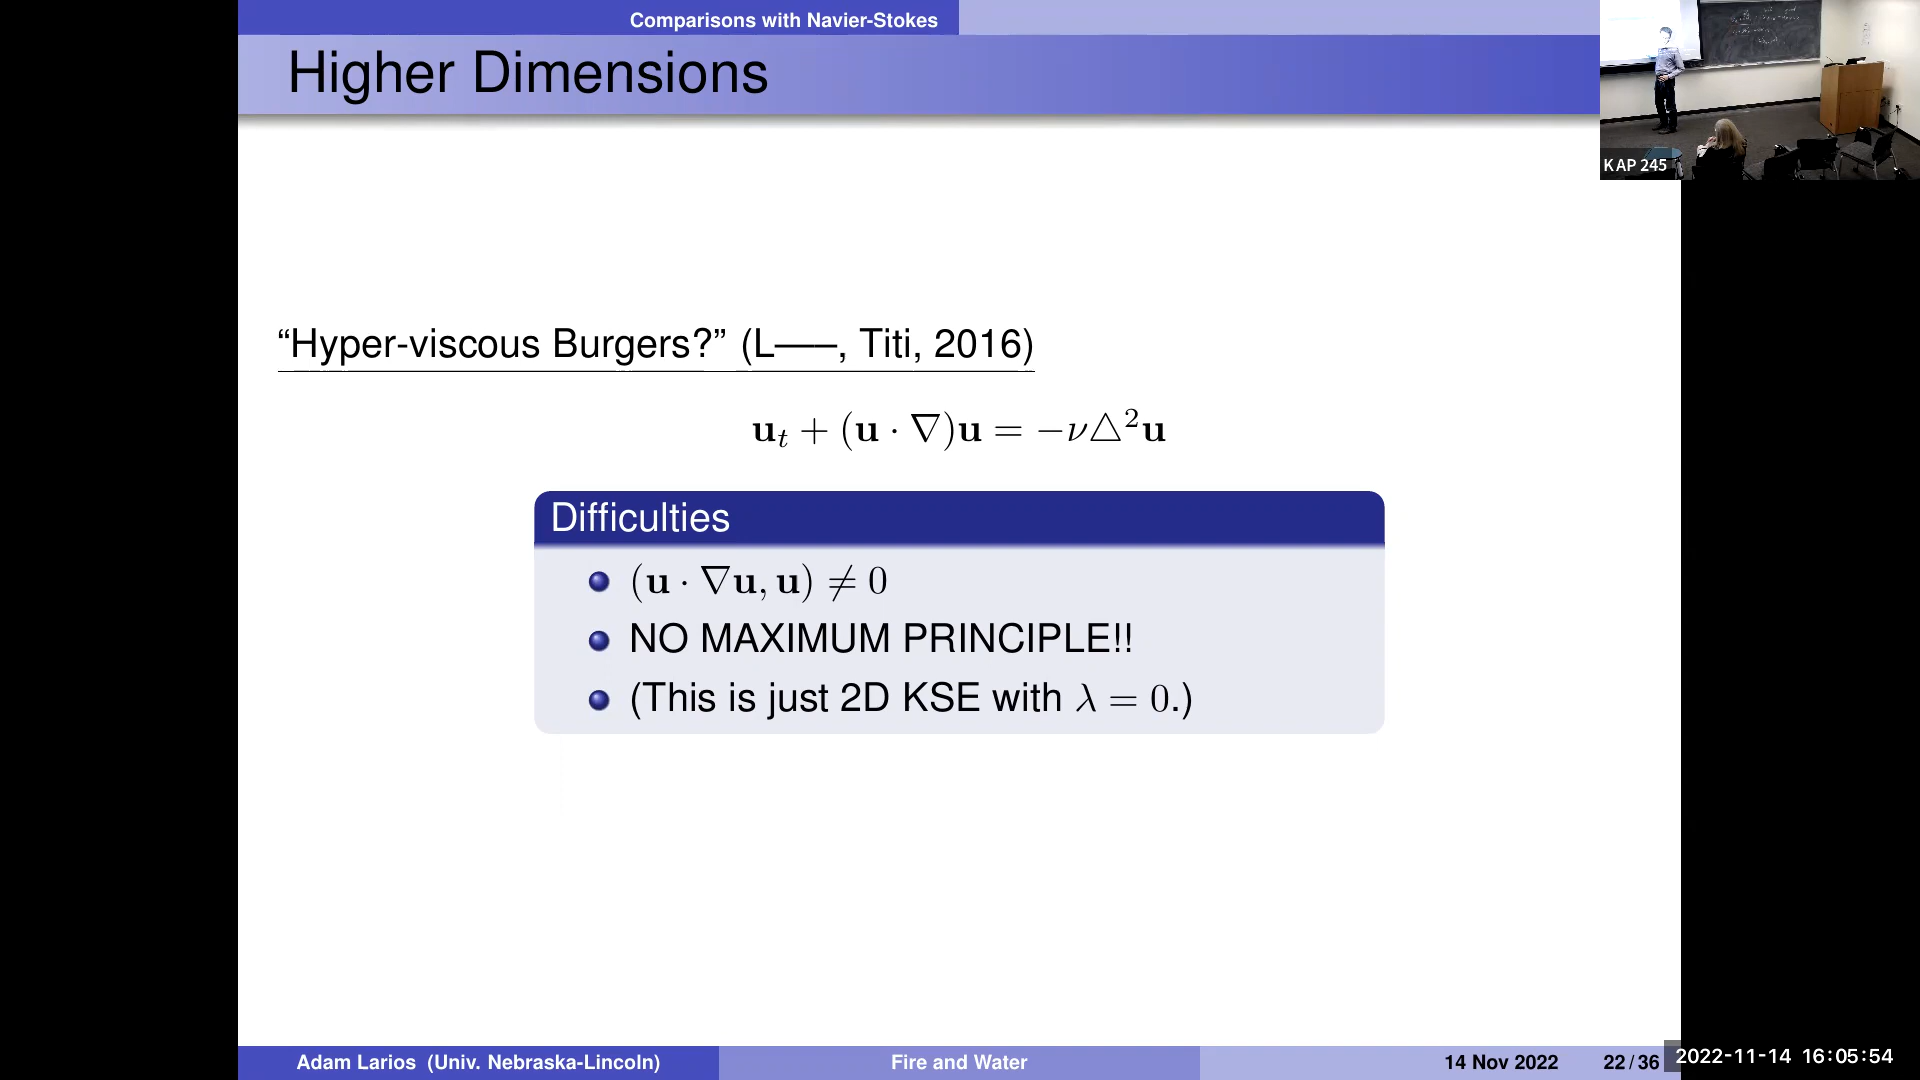 Comparisons with Navier-Stokes
Higher Dimensions
KAP 245
“Hyper-viscous Burgers?” (L——, Titi, 2016)
𝐮ₜ + (𝐮 · ∇)𝐮 = −ν△²𝐮
Difficulties
(𝐮 · ∇𝐮, 𝐮) ≠ 0
NO MAXIMUM PRINCIPLE!!
(This is just 2D KSE with λ = 0.)
Adam Larios (Univ. Nebraska-Lincoln)
Fire and Water
14 Nov 2022
22 / 36
2022-11-14 16:05:54